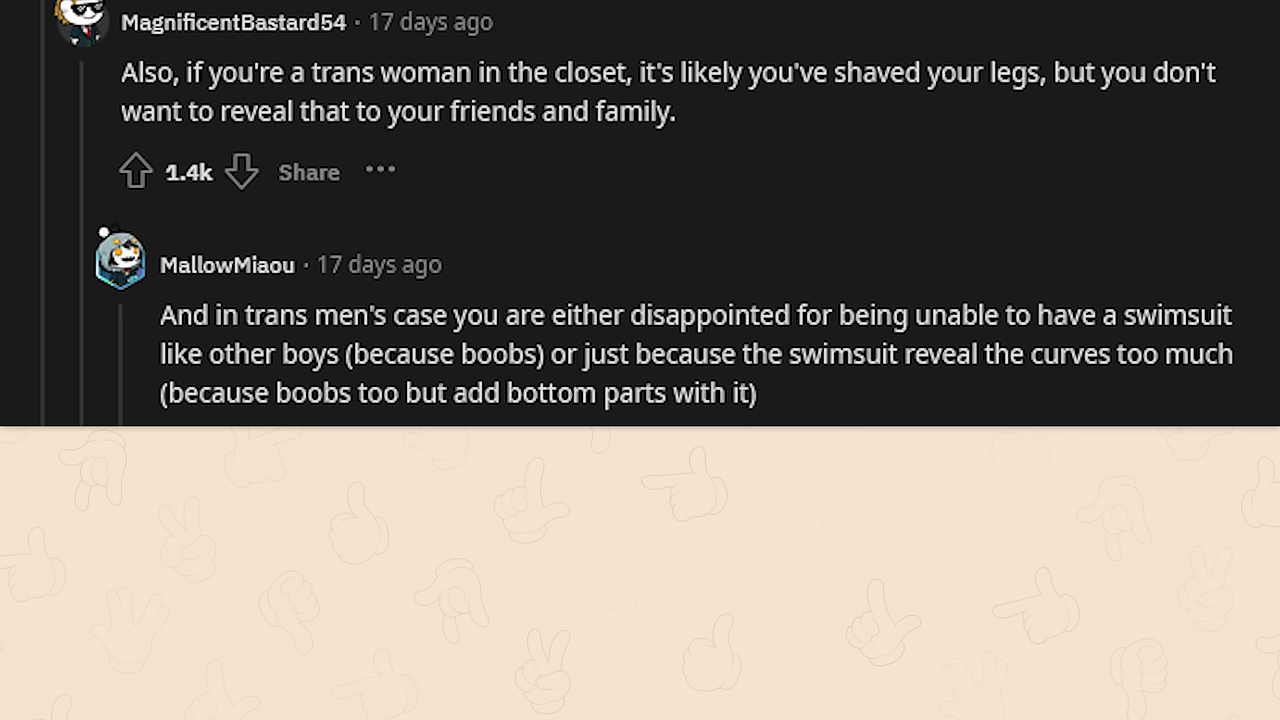 MagnificentBastard54 · 17 days ago
Also, if you're a trans woman in the closet, it's likely you've shaved your legs, but you don't
want to reveal that to your friends and family.
1.4k Share ···
MallowMiaou · 17 days ago
And in trans men's case you are either disappointed for being unable to have a swimsuit
like other boys (because boobs) or just because the swimsuit reveal the curves too much
(because boobs too but add bottom parts with it)